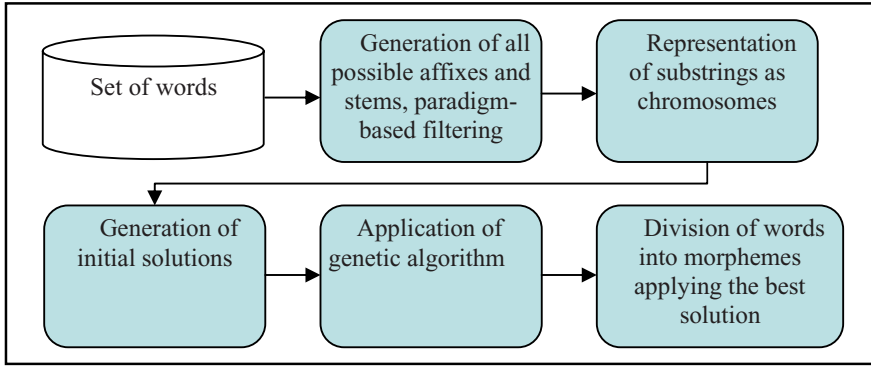 Set of words
Generation of all
possible affixes and
stems, paradigm-
based filtering
Representation
of substrings as
chromosomes
Generation of
initial solutions
Application of
genetic algorithm
Division of words
into morphemes
applying the best
solution